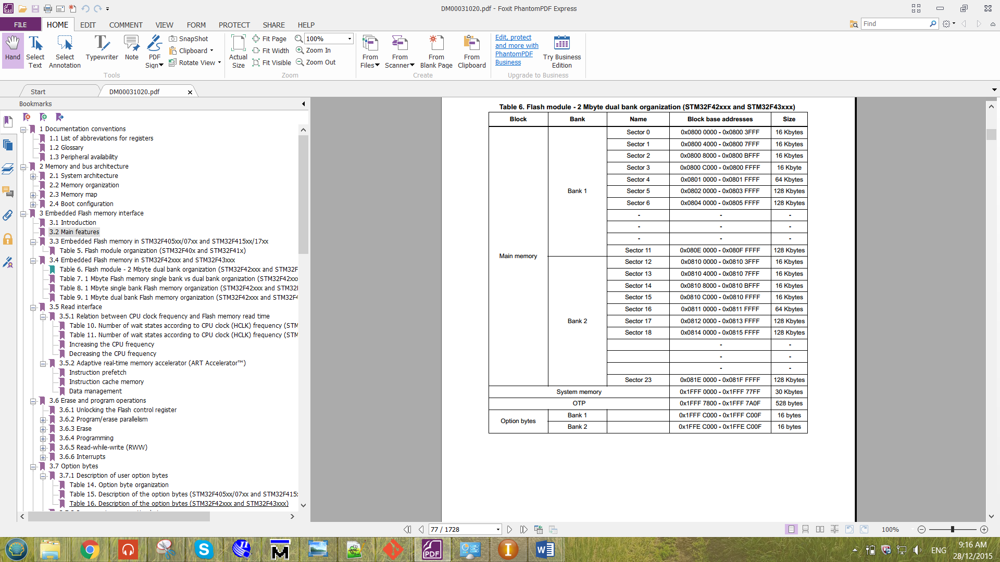 DM00031020.pdf - Foxit PhantomPDF Express
FILE HOME EDIT COMMENT VIEW FORM PROTECT SHARE HELP
Find
Hand
Select Text
Select Annotation
Typewriter
Note
PDF Sign
SnapShot
Clipboard
Rotate View
Tools
Actual Size
Fit Page
Fit Width
Fit Visible
100%
Zoom In
Zoom Out
Zoom
From Files
From Scanner
From Blank Page
From Clipboard
Create
Edit, protect
and more with
PhantomPDF
Business
Try Business Edition
Upgrade to Business
Start
DM00031020.pdf
Bookmarks
1 Documentation conventions
1.1 List of abbreviations for registers
1.2 Glossary
1.3 Peripheral availability
2 Memory and bus architecture
2.1 System architecture
2.2 Memory organization
2.3 Memory map
2.4 Boot configuration
3 Embedded Flash memory interface
3.1 Introduction
3.2 Main features
3.3 Embedded Flash memory in STM32F405xx/07xx and STM32F415xx/17xx
Table 5. Flash module organization (STM32F40x and STM32F41x)
3.4 Embedded Flash memory in STM32F42xxx and STM32F43xxx
Table 6. Flash module - 2 Mbyte dual bank organization (STM32F42xxx and STM32F
Table 7. 1 Mbyte Flash memory single bank vs dual bank organization (STM32F42xxx
Table 8. 1 Mbyte single bank Flash memory organization (STM32F42xxx and STM32
Table 9. 1 Mbyte dual bank Flash memory organization (STM32F42xxx and STM32F4
3.5 Read interface
3.5.1 Relation between CPU clock frequency and Flash memory read time
Table 10. Number of wait states according to CPU clock (HCLK) frequency (STM
Table 11. Number of wait states according to CPU clock (HCLK) frequency (STM
Increasing the CPU frequency
Decreasing the CPU frequency
3.5.2 Adaptive real-time memory accelerator (ART Accelerator™)
Instruction prefetch
Instruction cache memory
Data management
3.6 Erase and program operations
3.6.1 Unlocking the Flash control register
3.6.2 Program/erase parallelism
3.6.3 Erase
3.6.4 Programming
3.6.5 Read-while-write (RWW)
3.6.6 Interrupts
3.7 Option bytes
3.7.1 Description of user option bytes
Table 14. Option byte organization
Table 15. Description of the option bytes (STM32F405xx/07xx and STM32F415x
Table 16. Description of the option bytes (STM32F42xxx and STM32F43xxx)
Table 6. Flash module - 2 Mbyte dual bank organization (STM32F42xxx and STM32F43xxx)
Block Bank Name Block base addresses Size
Main memory
Bank 1
Sector 0 0x0800 0000 - 0x0800 3FFF 16 Kbytes
Sector 1 0x0800 4000 - 0x0800 7FFF 16 Kbytes
Sector 2 0x0800 8000 - 0x0800 BFFF 16 Kbytes
Sector 3 0x0800 C000 - 0x0800 FFFF 16 Kbyte
Sector 4 0x0801 0000 - 0x0801 FFFF 64 Kbytes
Sector 5 0x0802 0000 - 0x0803 FFFF 128 Kbytes
Sector 6 0x0804 0000 - 0x0805 FFFF 128 Kbytes
- - -
- - -
- - -
Sector 11 0x080E 0000 - 0x080F FFFF 128 Kbytes
Bank 2
Sector 12 0x0810 0000 - 0x0810 3FFF 16 Kbytes
Sector 13 0x0810 4000 - 0x0810 7FFF 16 Kbytes
Sector 14 0x0810 8000 - 0x0810 BFFF 16 Kbytes
Sector 15 0x0810 C000 - 0x0810 FFFF 16 Kbytes
Sector 16 0x0811 0000 - 0x0811 FFFF 64 Kbytes
Sector 17 0x0812 0000 - 0x0813 FFFF 128 Kbytes
Sector 18 0x0814 0000 - 0x0815 FFFF 128 Kbytes
- -
- -
- -
Sector 23 0x081E 0000 - 0x081F FFFF 128 Kbytes
System memory 0x1FFF 0000 - 0x1FFF 77FF 30 Kbytes
OTP 0x1FFF 7800 - 0x1FFF 7A0F 528 bytes
Option bytes
Bank 1 0x1FFF C000 - 0x1FFF C00F 16 bytes
Bank 2 0x1FFE C000 - 0x1FFE C00F 16 bytes
77 / 1728
100%
ENG
9:16 AM
28/12/2015